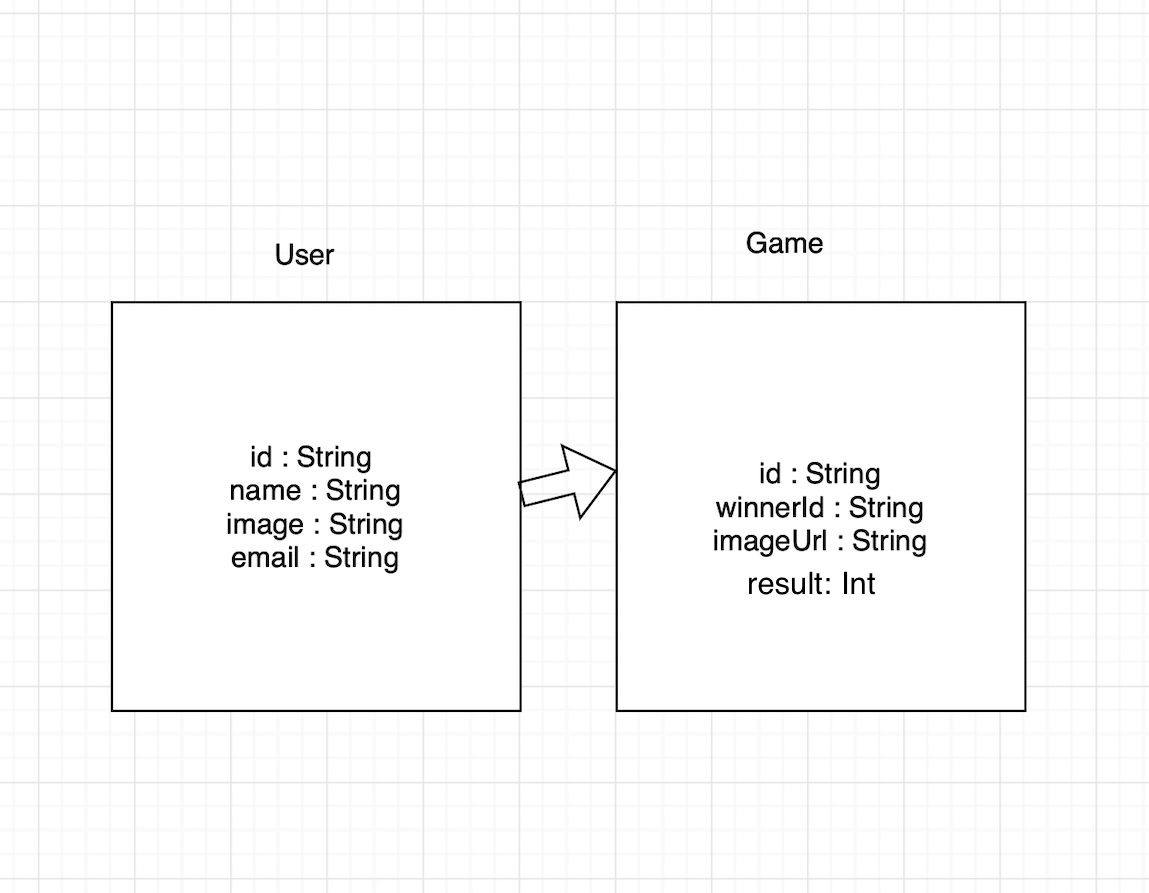 User
id : String
name : String
image : String
email : String
Game
id : String
winnerId : String
imageUrl : String
result: Int